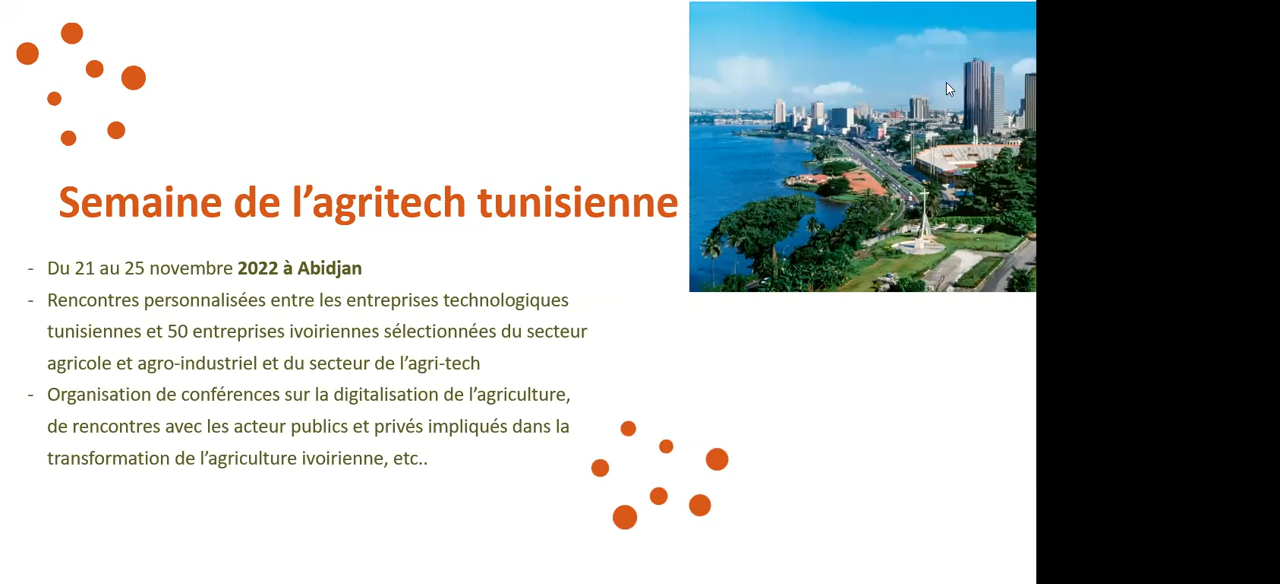 Semaine de l’agritech tunisienne
- Du 21 au 25 novembre 2022 à Abidjan
- Rencontres personnalisées entre les entreprises technologiques
tunisiennes et 50 entreprises ivoiriennes sélectionnées du secteur
agricole et agro-industriel et du secteur de l’agri-tech
- Organisation de conférences sur la digitalisation de l’agriculture,
de rencontres avec les acteur publics et privés impliqués dans la
transformation de l’agriculture ivoirienne, etc..